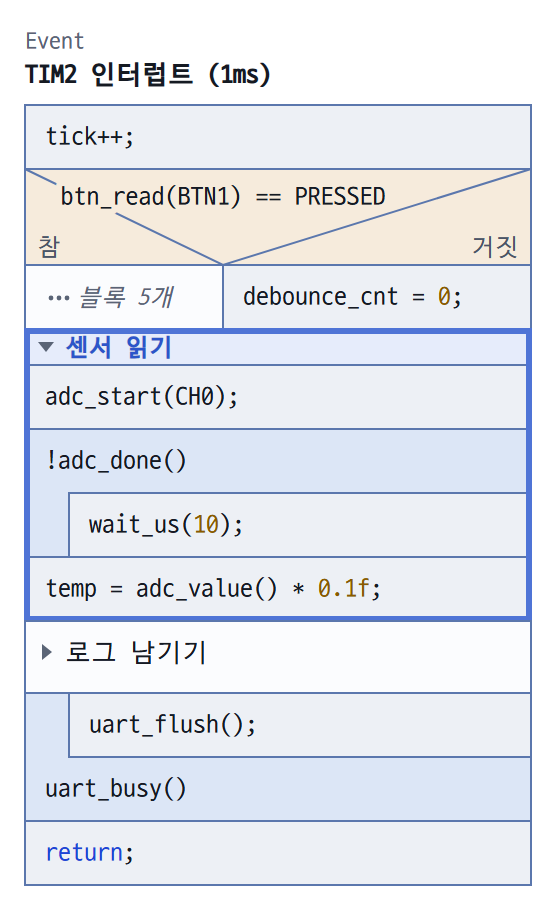 Event
TIM2 인터럽트 (1ms)
tick++;
btn_read(BTN1) == PRESSED
참
거짓
··· 블록 5개
debounce_cnt = 0;
센서 읽기
adc_start(CH0);
!adc_done()
wait_us(10);
temp = adc_value() * 0.1f;
로그 남기기
uart_flush();
uart_busy()
return;